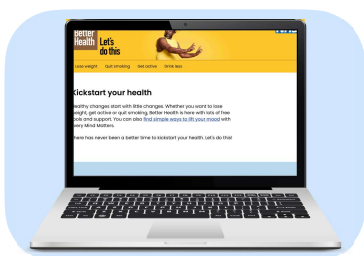 Better
Health
Let's
do this
Lose weight
Quit smoking
Get active
Drink less
Kickstart your health
Healthy changes start with little changes. Whether you want to lose
weight, get active or quit smoking, Better Health is here with lots of free
tools and support. You can also find simple ways to lift your mood with
Every Mind Matters.
There has never been a better time to kickstart your health. Let's do this!